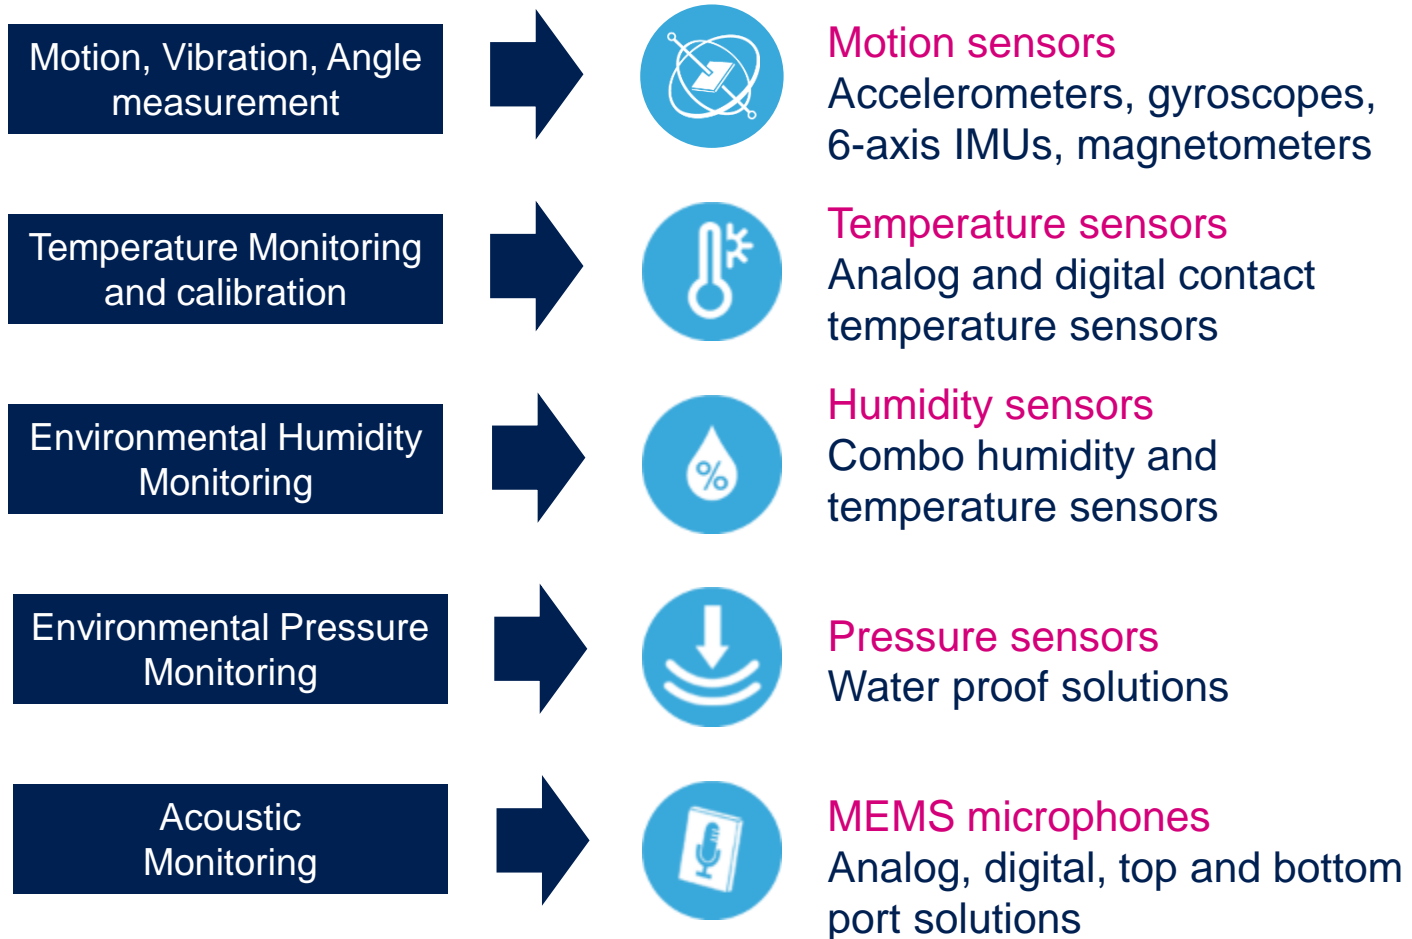 Motion, Vibration, Angle
measurement
Motion sensors
Accelerometers, gyroscopes,
6-axis IMUs, magnetometers
Temperature Monitoring
and calibration
Temperature sensors
Analog and digital contact
temperature sensors
Environmental Humidity
Monitoring
%
Humidity sensors
Combo humidity and
temperature sensors
Environmental Pressure
Monitoring
Pressure sensors
Water proof solutions
Acoustic
Monitoring
MEMS microphones
Analog, digital, top and bottom
port solutions